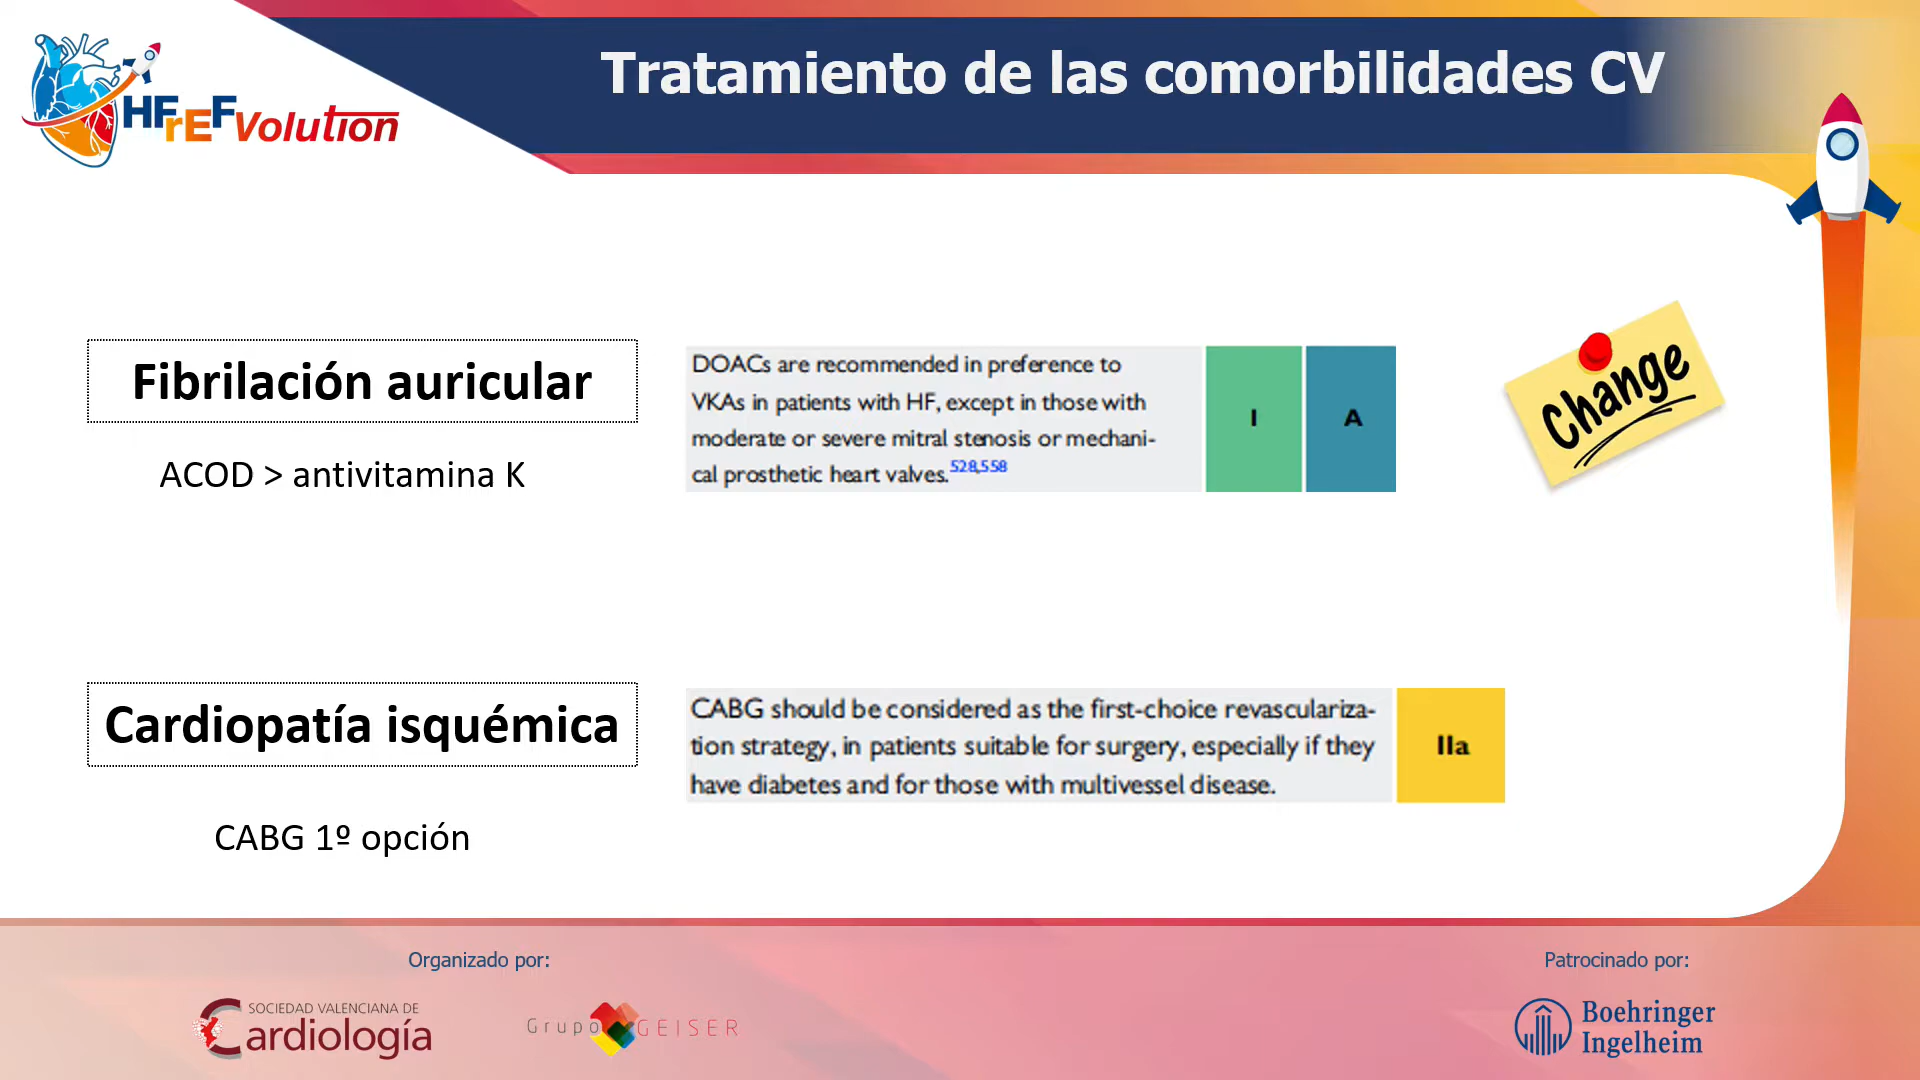 HFrEFVolution
Tratamiento de las comorbilidades CV
Fibrilación auricular
ACOD > antivitamina K
DOACs are recommended in preference to
VKAs in patients with HF, except in those with
moderate or severe mitral stenosis or mechani-
cal prosthetic heart valves.528,558
I
A
Change
Cardiopatía isquémica
CABG 1º opción
CABG should be considered as the first-choice revasculariza-
tion strategy, in patients suitable for surgery, especially if they
have diabetes and for those with multivessel disease.
IIa
Organizado por:
SOCIEDAD VALENCIANA DE
Cardiología
Grupo GEISER
Patrocinado por:
Boehringer
Ingelheim